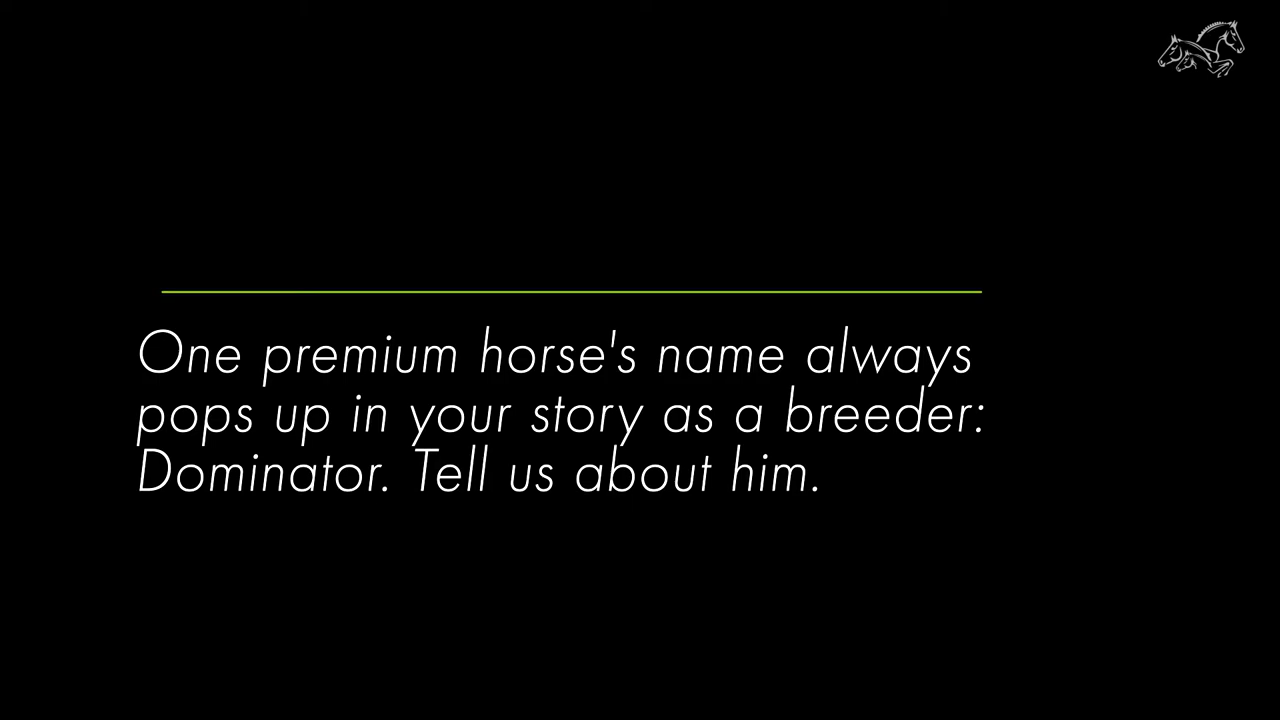 One premium horse's name always
pops up in your story as a breeder:
Dominator. Tell us about him.